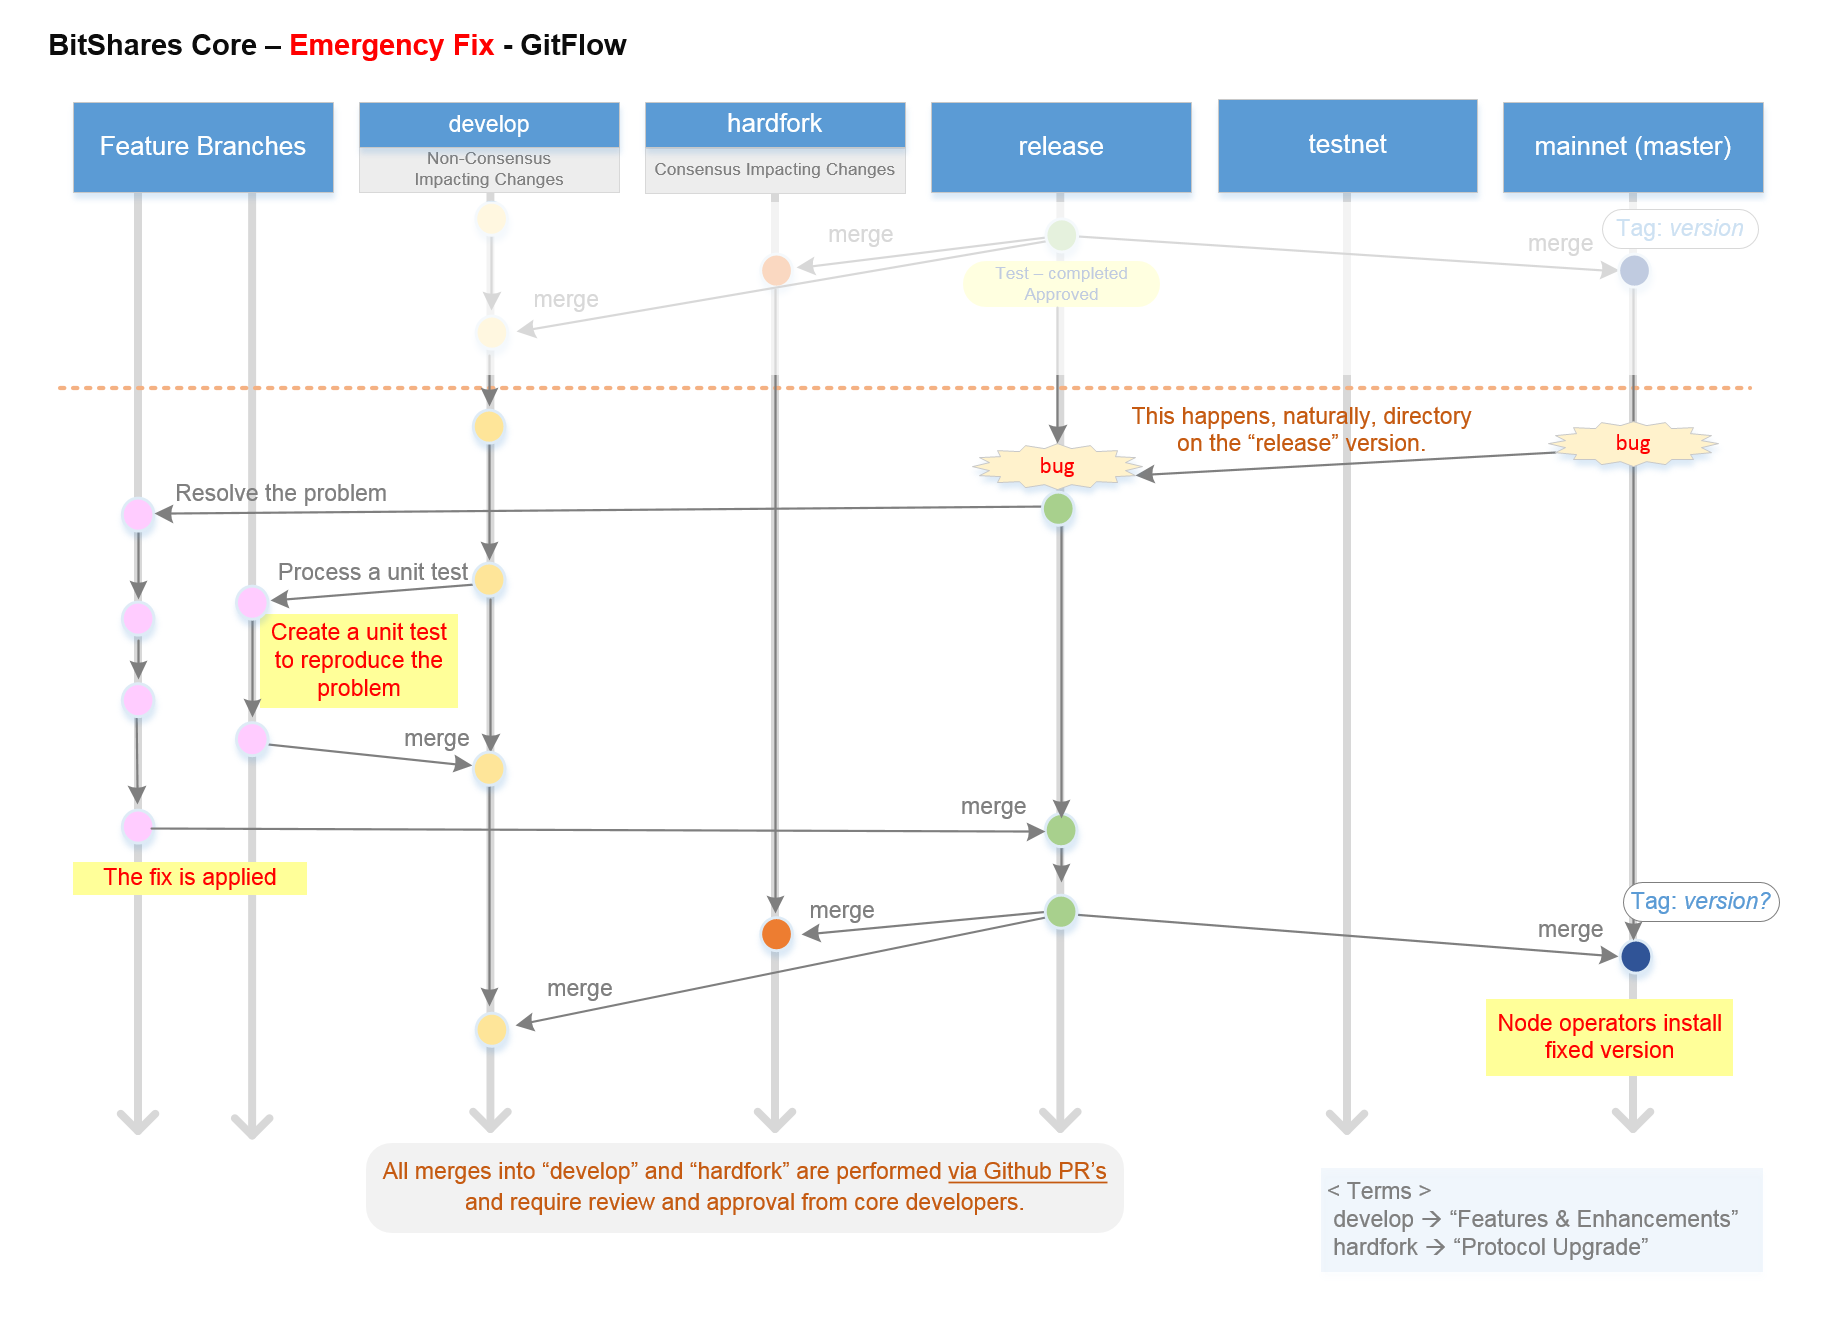 BitShares Core – Emergency Fix - GitFlow
Feature Branches
develop
Non-Consensus
Impacting Changes
hardfork
Consensus Impacting Changes
release
testnet
mainnet (master)
Tag: version
merge
merge
Test – completed
Approved
merge
This happens, naturally, directory
on the “release” version.
bug
bug
Resolve the problem
Process a unit test
Create a unit test
to reproduce the
problem
merge
merge
The fix is applied
Tag: version?
merge
merge
merge
Node operators install
fixed version
All merges into “develop” and “hardfork” are performed via Github PR’s
and require review and approval from core developers.
< Terms >
develop → “Features & Enhancements”
hardfork → “Protocol Upgrade”